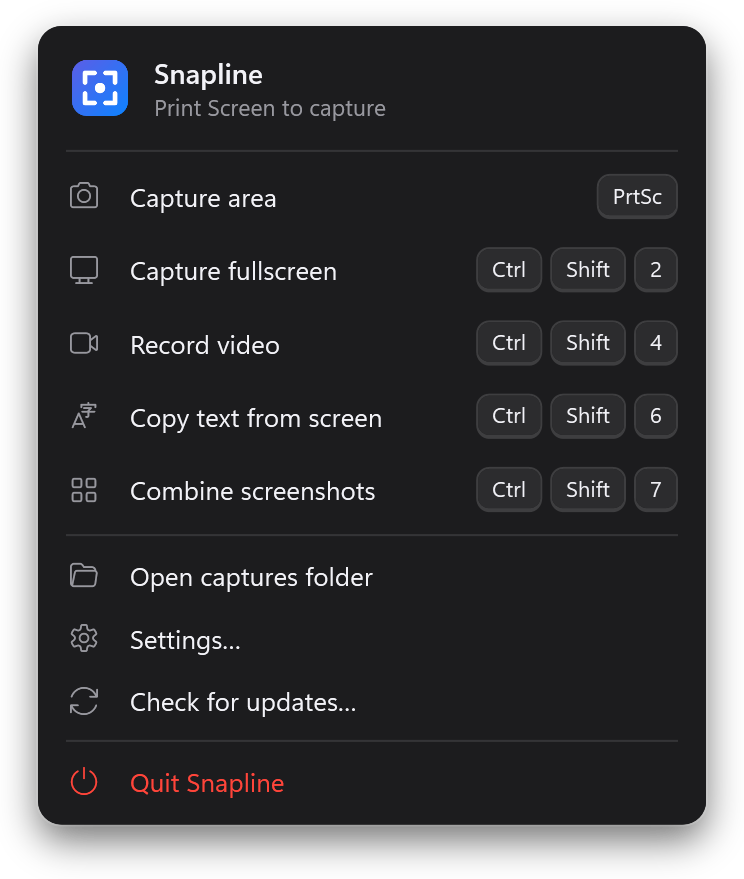 Snapline
Print Screen to capture
Capture area PrtSc
Capture fullscreen Ctrl Shift 2
Record video Ctrl Shift 4
Copy text from screen Ctrl Shift 6
Combine screenshots Ctrl Shift 7
Open captures folder
Settings...
Check for updates...
Quit Snapline